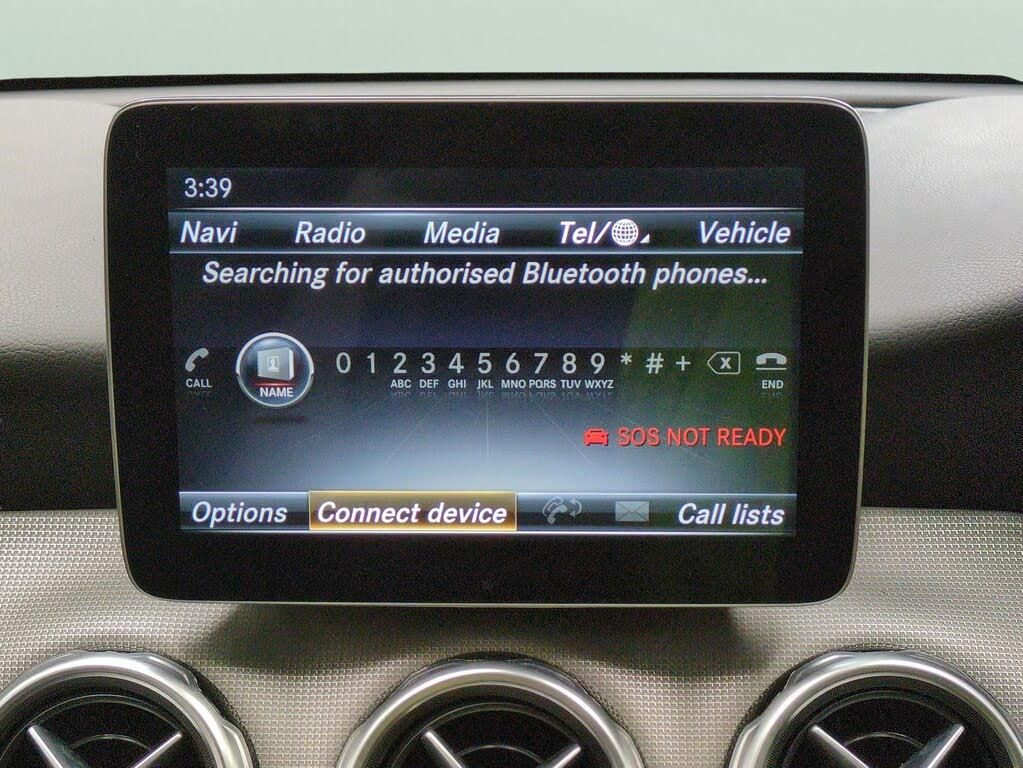 3:39
Navi Radio Media Tel/ Vehicle
Searching for authorised Bluetooth phones...
CALL NAME 0 1 2 ABC 3 DEF 4 GHI 5 JKL 6 MNO 7 PQRS 8 TUV 9 WXYZ * # + X END
SOS NOT READY
Options Connect device Call lists